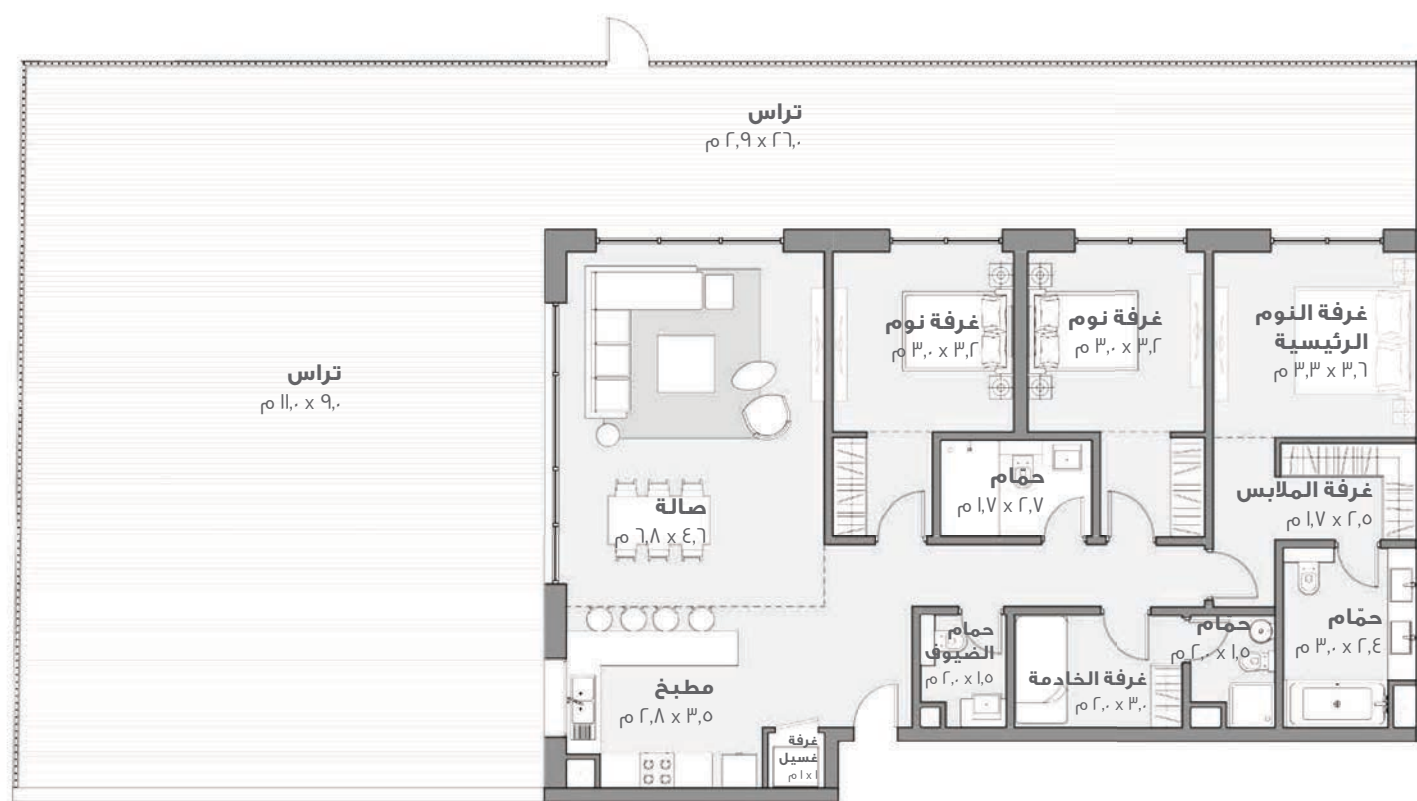 تراس
٢٦,٠ x ٢,٩ م
تراس
٩,٠ x ١١,٠ م
غرفة النوم
الرئيسية
٣,٦ x ٣,٣ م
غرفة نوم
٣,٢ x ٣,٠ م
غرفة نوم
٣,٢ x ٣,٠ م
حمّام
٢,٧ x ١,٧ م
غرفة الملابس
٢,٥ x ١,٧ م
صالة
٤,٦ x ٦,٨ م
حمّام
٢,٤ x ٣,٠ م
حمام
١,٥ x ٢,٠ م
غرفة الخادمة
٣,٠ x ٢,٠ م
حمام
الضيوف
١,٥ x ٢,٠ م
مطبخ
٣,٥ x ٢,٨ م
غرفة
غسيل
١ x ١ م